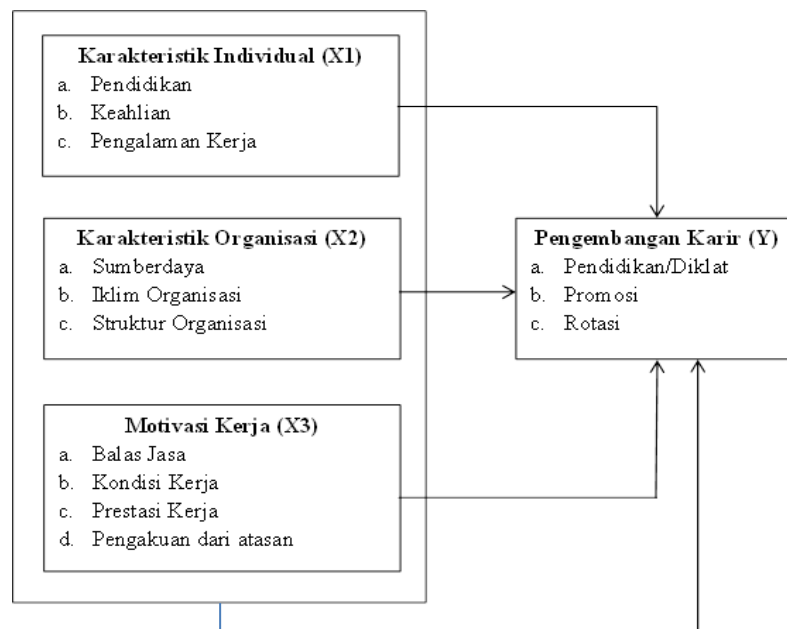 Karakteristik Individual (X1)
a. Pendidikan
b. Keahlian
c. Pengalaman Kerja
Karakteristik Organisasi (X2)
a. Sumberdaya
b. Iklim Organisasi
c. Struktur Organisasi
Motivasi Kerja (X3)
a. Balas Jasa
b. Kondisi Kerja
c. Prestasi Kerja
d. Pengakuan dari atasan
Pengembangan Karir (Y)
a. Pendidikan/Diklat
b. Promosi
c. Rotasi